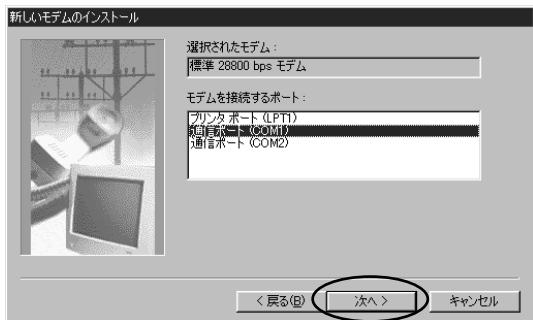 新しいモデムのインストール
選択されたモデム：
標準 28800 bps モデム
モデムを接続するポート：
プリンタ ポート (LPT1)
通信ポート (COM1)
通信ポート (COM2)
< 戻る(B)
次へ >
キャンセル